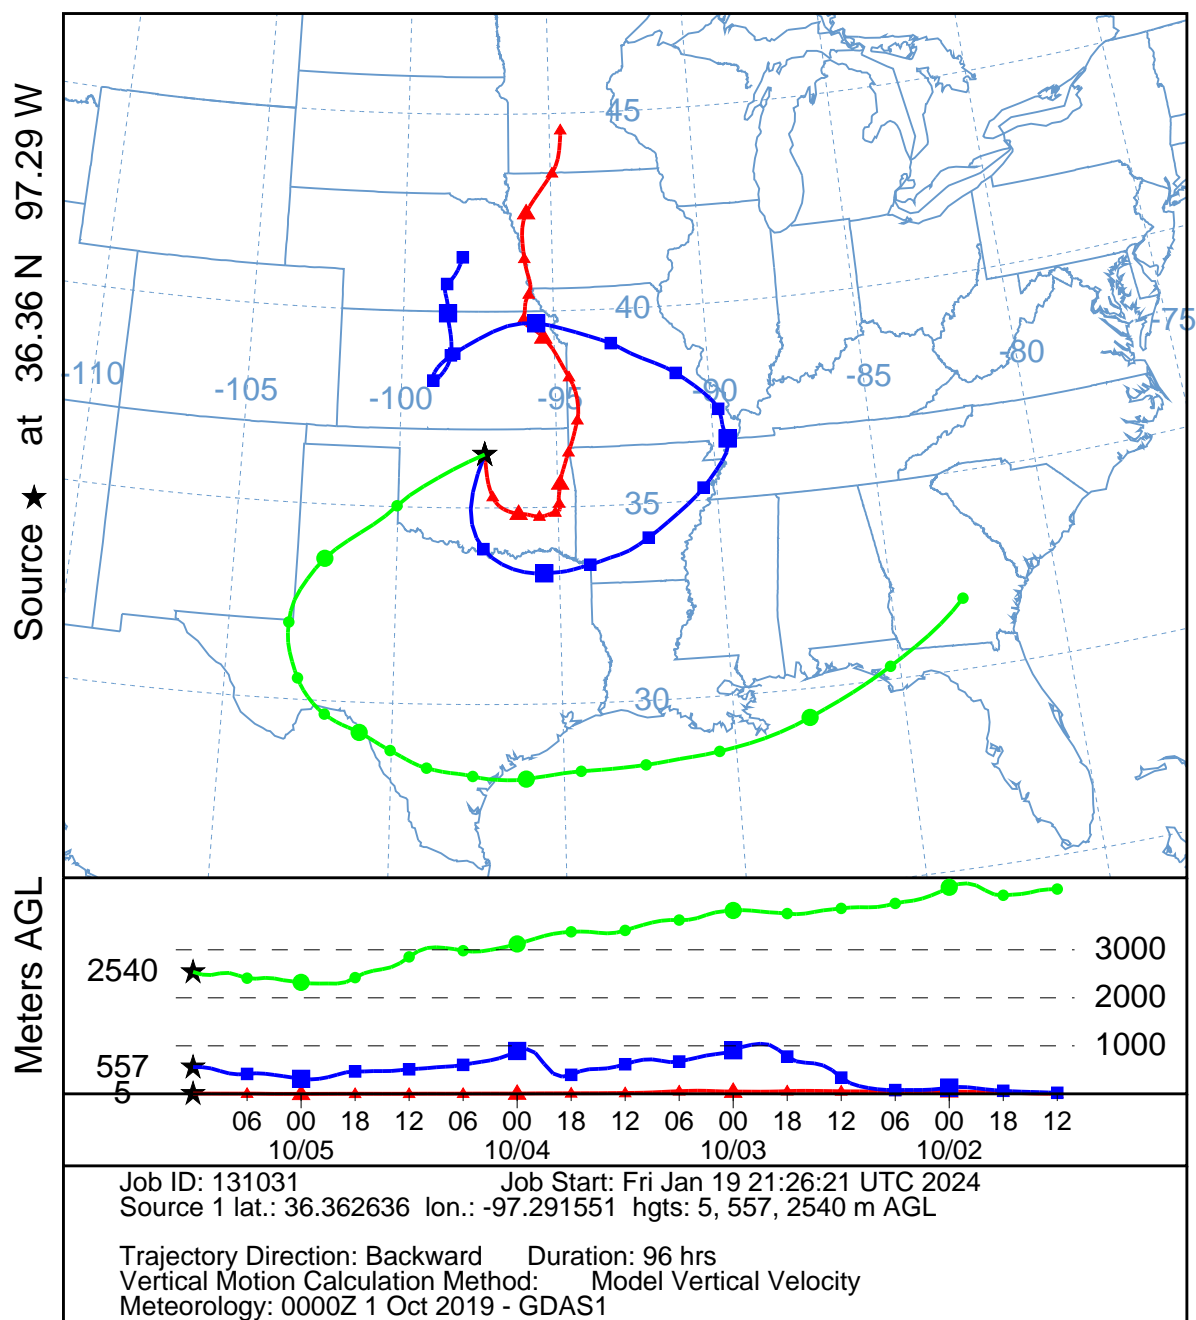 Source ★ at 36.36 N 97.29 W
45
40
-75
-80
-110
-105
-100
-95
-90
-85
35
30
Meters AGL
3000
2540
2000
1000
557
5
06 00 18 12 06 00 18 12 06 00 18 12 06 00 18 12
10/05 10/04 10/03 10/02
Job ID: 131031 Job Start: Fri Jan 19 21:26:21 UTC 2024
Source 1 lat.: 36.362636 lon.: -97.291551 hgts: 5, 557, 2540 m AGL
Trajectory Direction: Backward Duration: 96 hrs
Vertical Motion Calculation Method: Model Vertical Velocity
Meteorology: 0000Z 1 Oct 2019 - GDAS1